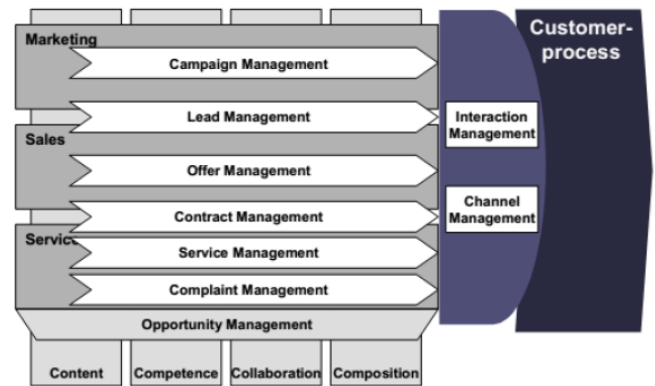 Marketing
Campaign Management
Lead Management
Sales
Offer Management
Contract Management
Service
Service Management
Complaint Management
Opportunity Management
Content
Competence
Collaboration
Composition
Interaction
Management
Channel
Management
Customer-
process